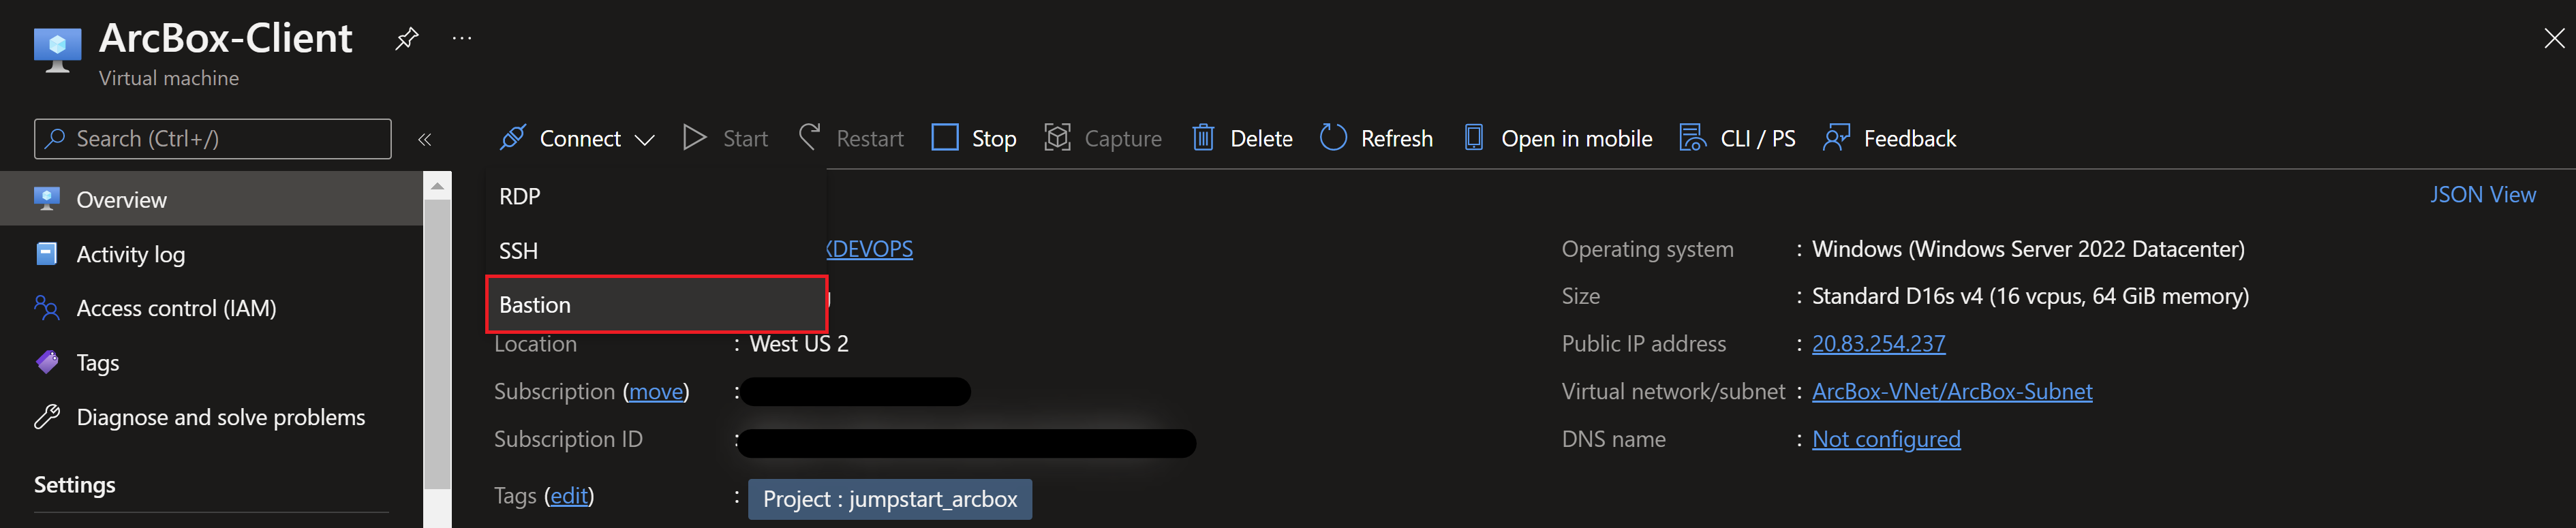 ArcBox-Client
Virtual machine
Search (Ctrl+/)
Connect Start Restart Stop Capture Delete Refresh Open in mobile CLI / PS Feedback
Overview
Activity log
Access control (IAM)
Tags
Diagnose and solve problems
Settings
RDP
SSH
Bastion
JSON View
XDEVOPS
Location : West US 2
Subscription (move) :
Subscription ID :
Tags (edit) : Project : jumpstart_arcbox
Operating system : Windows (Windows Server 2022 Datacenter)
Size : Standard D16s v4 (16 vcpus, 64 GiB memory)
Public IP address : 20.83.254.237
Virtual network/subnet : ArcBox-VNet/ArcBox-Subnet
DNS name : Not configured